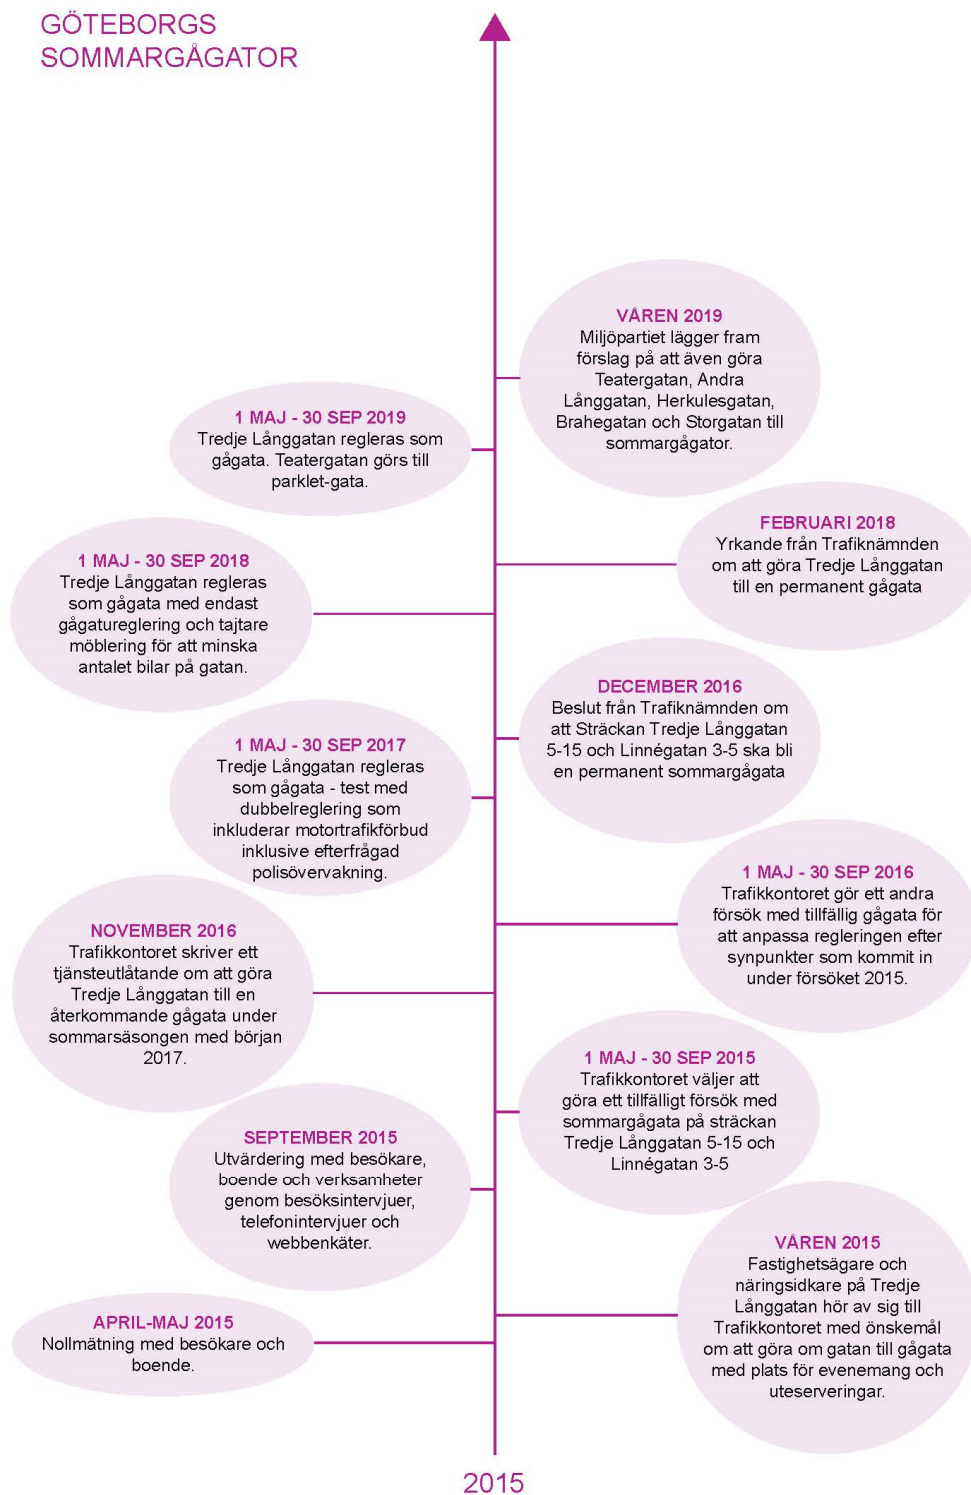 GÖTEBORGS
SOMMARGÅGATOR
VÅREN 2019
Miljöpartiet lägger fram
förslag på att även göra
Teatergatan, Andra
Långgatan, Herkulesgatan,
Brahegatan och Storgatan till
sommargågator.
1 MAJ - 30 SEP 2019
Tredje Långgatan regleras som
gågata. Teatergatan görs till
parklet-gata.
FEBRUARI 2018
Yrkande från Trafiknämnden
om att göra Tredje Långgatan
till en permanent gågata
1 MAJ - 30 SEP 2018
Tredje Långgatan regleras
som gågata med endast
gågatureglering och tajtare
möblering för att minska
antalet bilar på gatan.
DECEMBER 2016
Beslut från Trafiknämnden om
att Sträckan Tredje Långgatan
5-15 och Linnégatan 3-5 ska bli
en permanent sommargågata
1 MAJ - 30 SEP 2017
Tredje Långgatan regleras
som gågata - test med
dubbelreglering som
inkluderar motortrafikförbud
inklusive efterfrågad
polisövervakning.
1 MAJ - 30 SEP 2016
Trafikkontoret gör ett andra
försök med tillfällig gågata för
att anpassa regleringen efter
synpunkter som kommit in
under försöket 2015.
NOVEMBER 2016
Trafikkontoret skriver ett
tjänsteutlåtande om att göra
Tredje Långgatan till en
återkommande gågata under
sommarsäsongen med början
2017.
1 MAJ - 30 SEP 2015
Trafikkontoret väljer att
göra ett tillfälligt försök med
sommargågata på sträckan
Tredje Långgatan 5-15 och
Linnégatan 3-5
SEPTEMBER 2015
Utvärdering med besökare,
boende och verksamheter
genom besöksintervjuer,
telefonintervjuer och
webbenkäter.
VÅREN 2015
Fastighetsägare och
näringsidkare på Tredje
Långgatan hör av sig till
Trafikkontoret med önskemål
om att göra om gatan till gågata
med plats för evenemang och
uteserveringar.
APRIL-MAJ 2015
Nollmätning med besökare och
boende.
2015